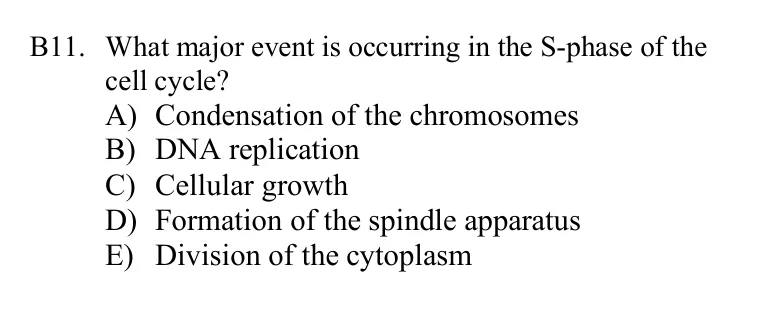 B11. What major event is occurring in the S-phase of the
cell cycle?
A) Condensation of the chromosomes
B) DNA replication
C) Cellular growth
D) Formation of the spindle apparatus
E) Division of the cytoplasm